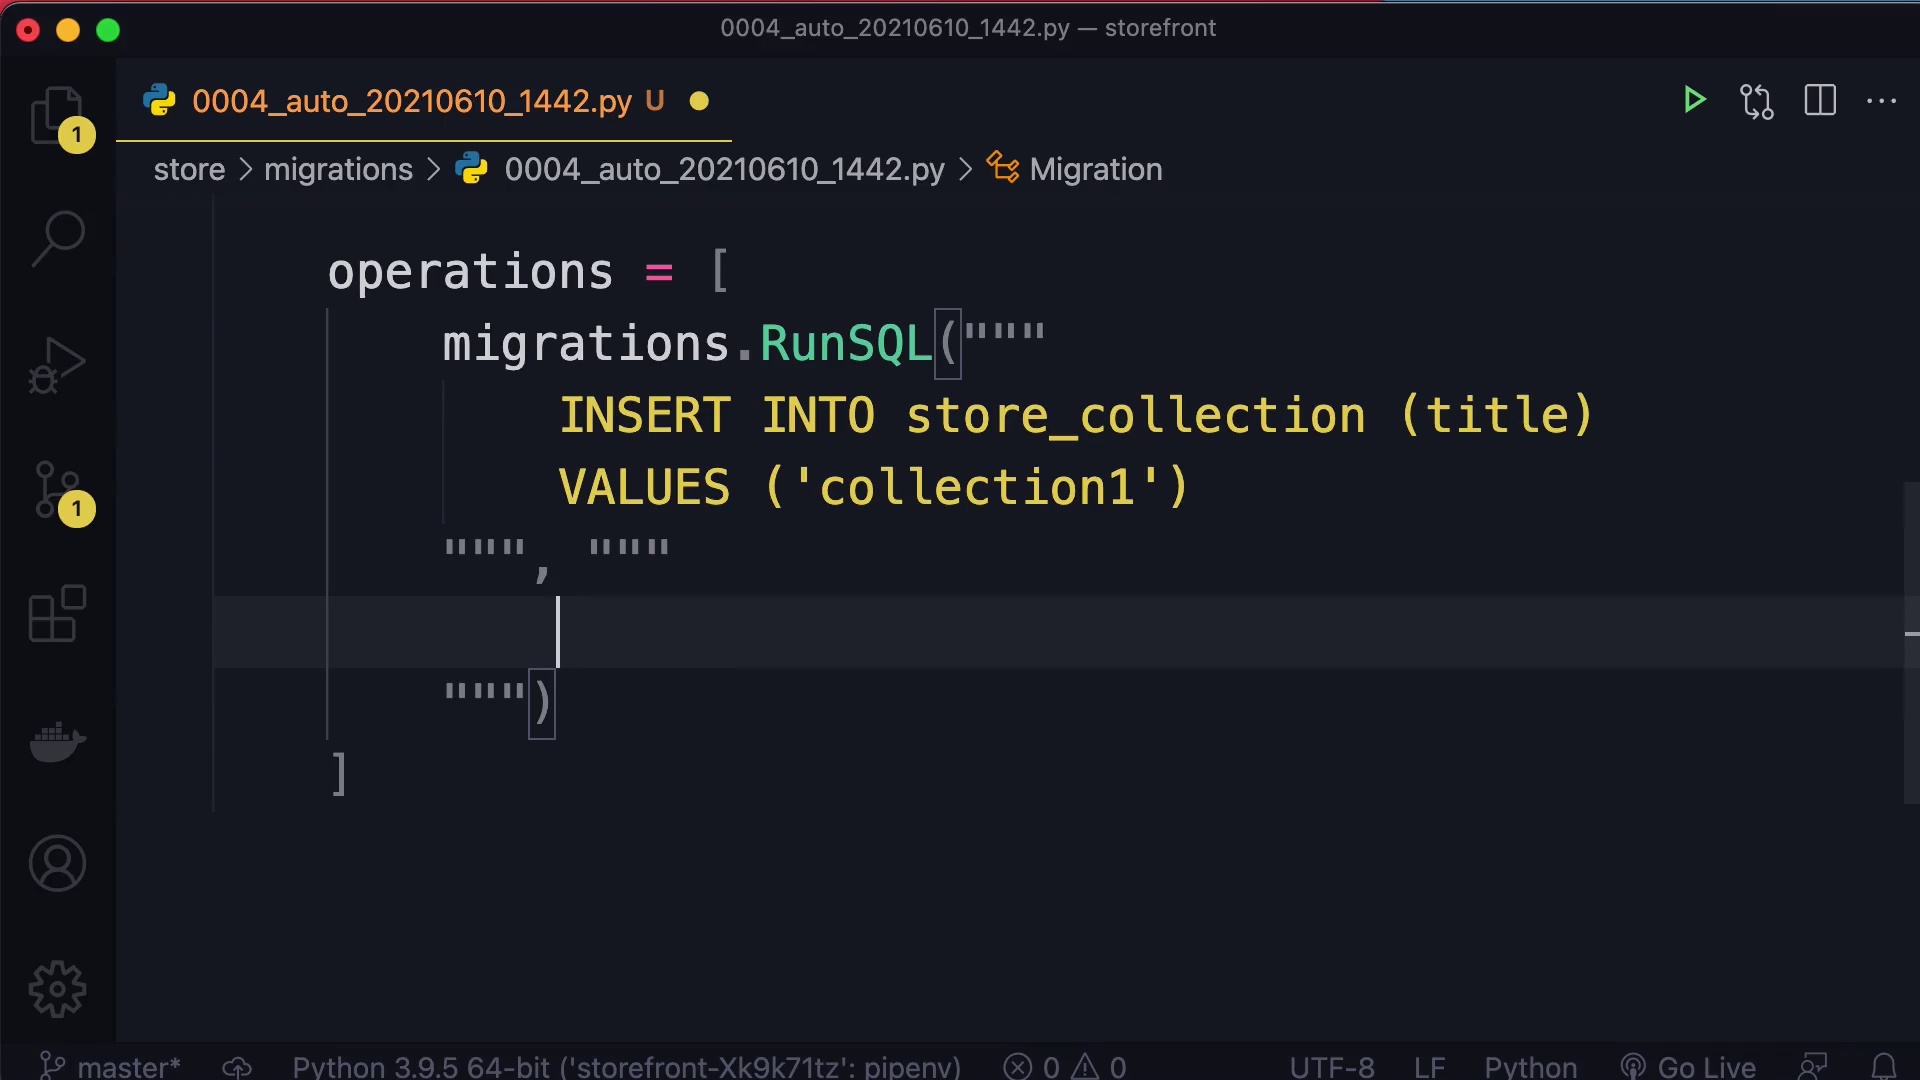 0004_auto_20210610_1442.py — storefront
0004_auto_20210610_1442.py U
1
store > migrations > 0004_auto_20210610_1442.py > Migration
operations = [
migrations.RunSQL("""
INSERT INTO store_collection (title)
VALUES ('collection1')
""", """
""")
]
1
master* Python 3.9.5 64-bit ('storefront-Xk9k71tz': pipenv) 0 0 UTF-8 LF Python Go Live